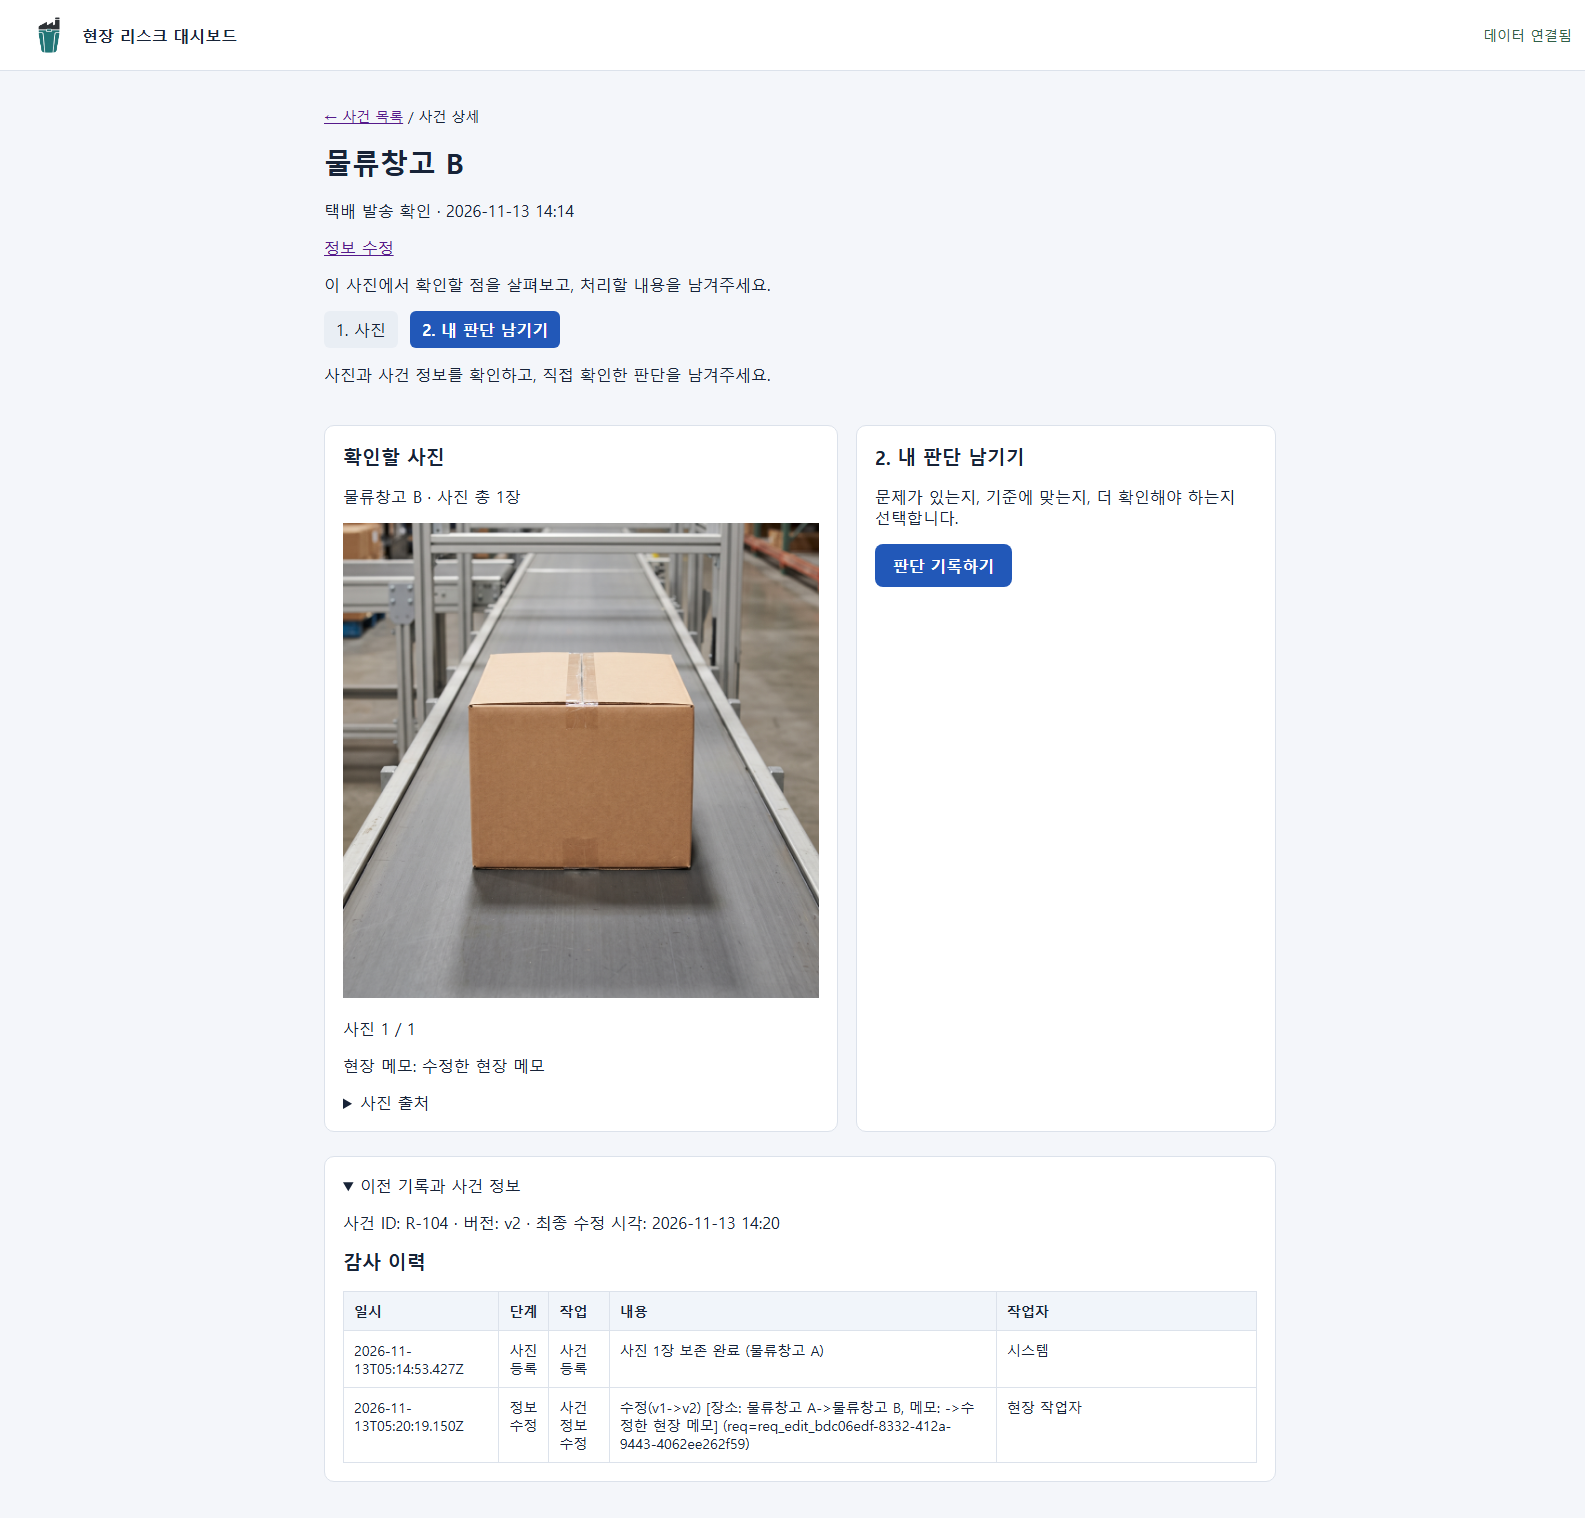 현장 리스크 대시보드
데이터 연결됨
← 사건 목록 / 사건 상세
물류창고 B
택배 발송 확인 · 2026-11-13 14:14
정보 수정
이 사진에서 확인할 점을 살펴보고, 처리할 내용을 남겨주세요.
1. 사진
2. 내 판단 남기기
사진과 사건 정보를 확인하고, 직접 확인한 판단을 남겨주세요.
확인할 사진
물류창고 B · 사진 총 1장
사진 1 / 1
현장 메모: 수정한 현장 메모
▶ 사진 출처
2. 내 판단 남기기
문제가 있는지, 기준에 맞는지, 더 확인해야 하는지
선택합니다.
판단 기록하기
▼ 이전 기록과 사건 정보
사건 ID: R-104 · 버전: v2 · 최종 수정 시각: 2026-11-13 14:20
감사 이력
일시 단계 작업 내용 작업자
2026-11-
13T05:14:53.427Z
사진
등록
사건
등록
사진 1장 보존 완료 (물류창고 A)
시스템
2026-11-
13T05:20:19.150Z
정보
수정
사건
정보
수정
수정(v1->v2) [장소: 물류창고 A->물류창고 B, 메모: ->수
정한 현장 메모] (req=req_edit_bdc06edf-8332-412a-
9443-4062ee262f59)
현장 작업자